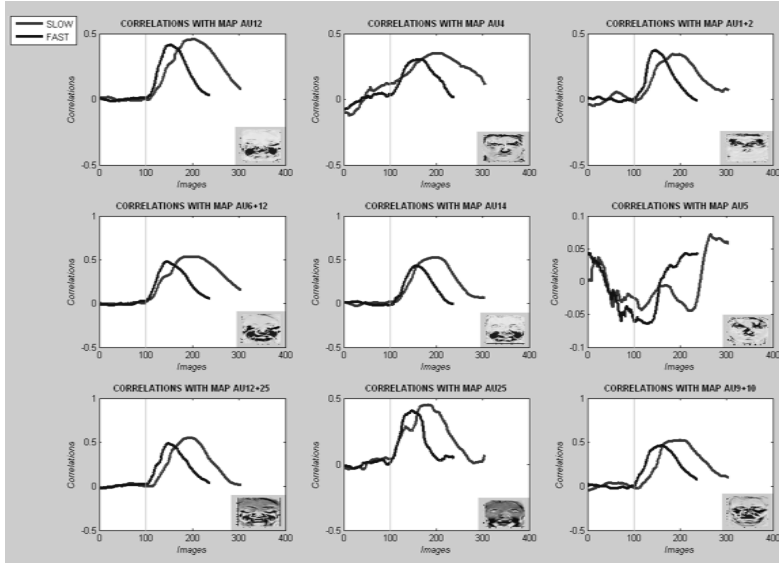 SLOW
FAST
CORRELATIONS WITH MAP AU12
0.5
0
-0.5
Correlations
0 100 200 300 400
Images
CORRELATIONS WITH MAP AU4
0.5
0
-0.5
Correlations
0 100 200 300 400
Images
CORRELATIONS WITH MAP AU1+2
0.5
0
-0.5
Correlations
0 100 200 300 400
Images
CORRELATIONS WITH MAP AU6+12
1
0.5
0
-0.5
Correlations
0 100 200 300 400
Images
CORRELATIONS WITH MAP AU14
1
0.5
0
-0.5
Correlations
0 100 200 300 400
Images
CORRELATIONS WITH MAP AU5
0.1
0.05
0
-0.05
-0.1
Correlations
0 100 200 300 400
Images
CORRELATIONS WITH MAP AU12+25
1
0.5
0
-0.5
Correlations
0 100 200 300 400
Images
CORRELATIONS WITH MAP AU25
0.5
0
-0.5
Correlations
0 100 200 300 400
Images
CORRELATIONS WITH MAP AU9+10
1
0.5
0
-0.5
Correlations
0 100 200 300 400
Images